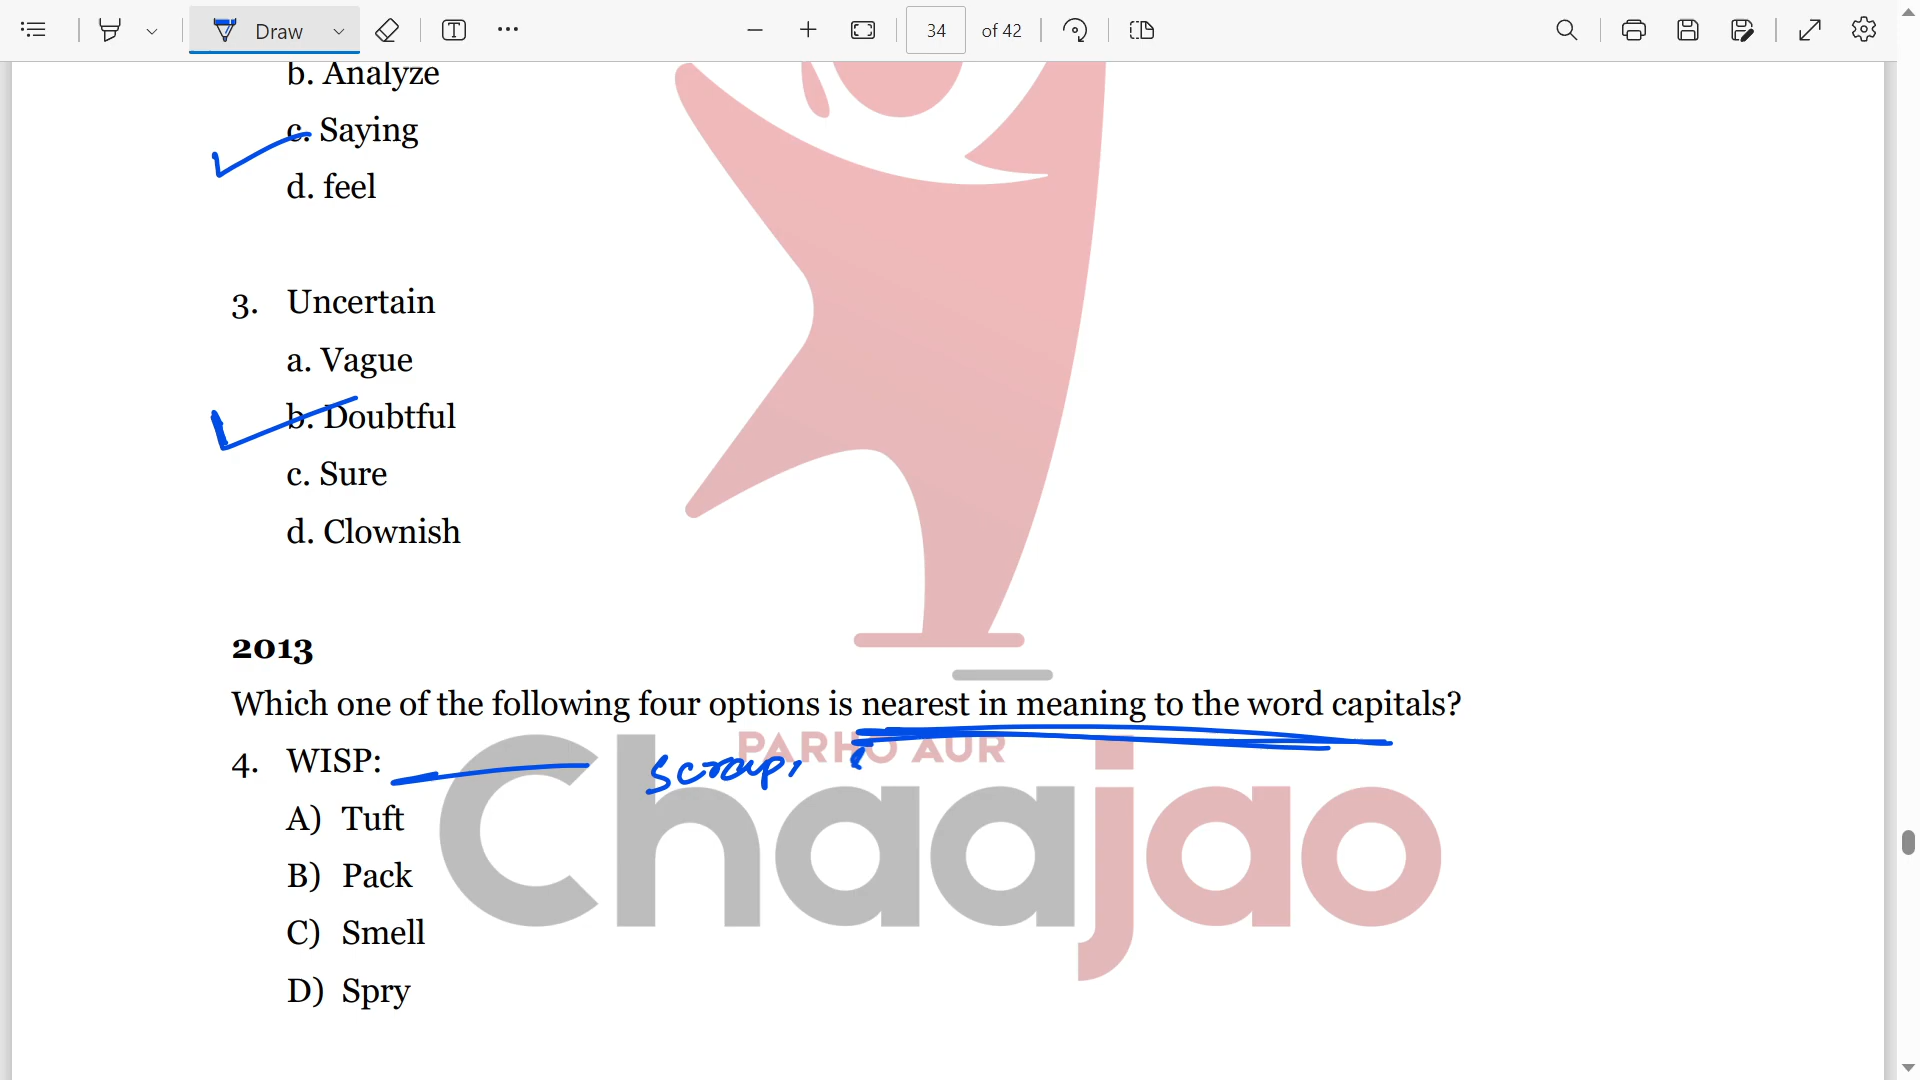 Draw
34 of 42
b. Analyze
c. Saying
d. feel
3. Uncertain
a. Vague
b. Doubtful
c. Sure
d. Clownish
2013
Which one of the following four options is nearest in meaning to the word capitals?
PARHO AUR
4. WISP:
scrap,
Chaajao
A) Tuft
B) Pack
C) Smell
D) Spry